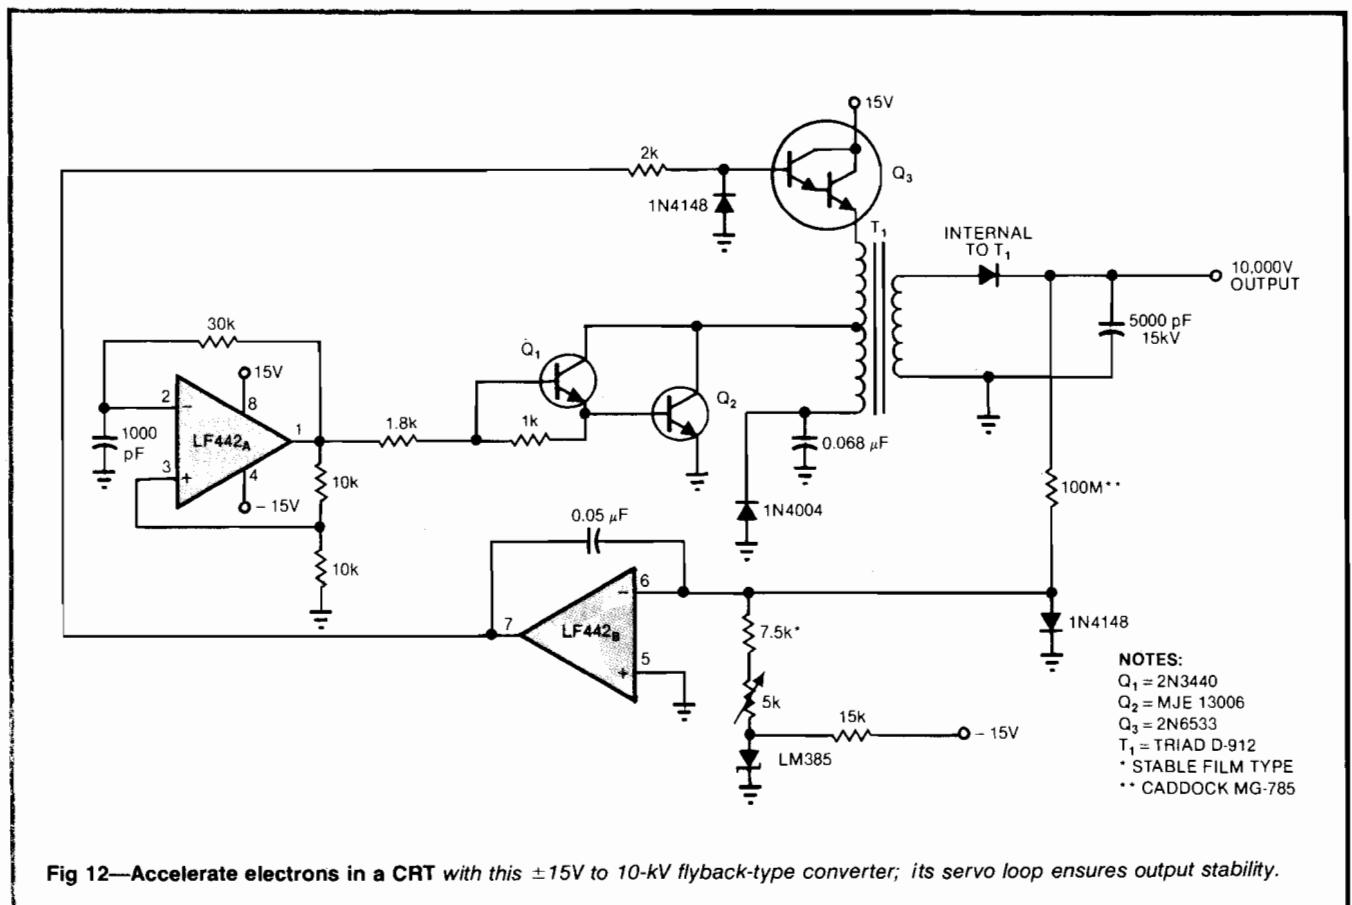 15V
2k
Q3
1N4148
T1
INTERNAL
TO T1
10,000V
OUTPUT
5000 pF
15kV
30k
15V
Q1
2
8
−
1000
pF
LF442A
1
1.8k
1k
Q2
3
+
4
− 15V
10k
0.068 µF
100M**
1N4004
0.05 µF
10k
6
−
7
LF442B
7.5k*
1N4148
5
+
5k
15k
− 15V
LM385
NOTES:
Q1 = 2N3440
Q2 = MJE 13006
Q3 = 2N6533
T1 = TRIAD D-912
* STABLE FILM TYPE
** CADDOCK MG-785
Fig 12—Accelerate electrons in a CRT with this ±15V to 10-kV flyback-type converter; its servo loop ensures output stability.